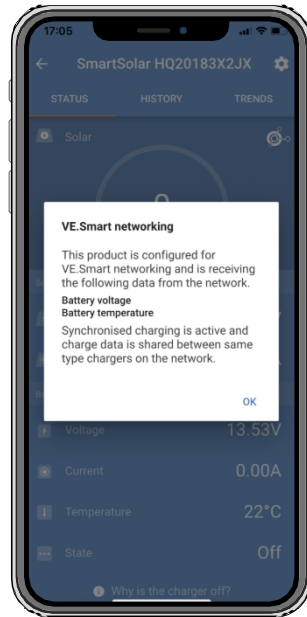 17:05
SmartSolar HQ20183X2JX
STATUS HISTORY TRENDS
Solar
VE.Smart networking
This product is configured for
VE.Smart networking and is receiving
the following data from the network.
Battery voltage
Battery temperature
Synchronised charging is active and
charge data is shared between same
type chargers on the network.
OK
Voltage 13.53V
Current 0.00A
Temperature 22°C
State Off
Why is the charger off?